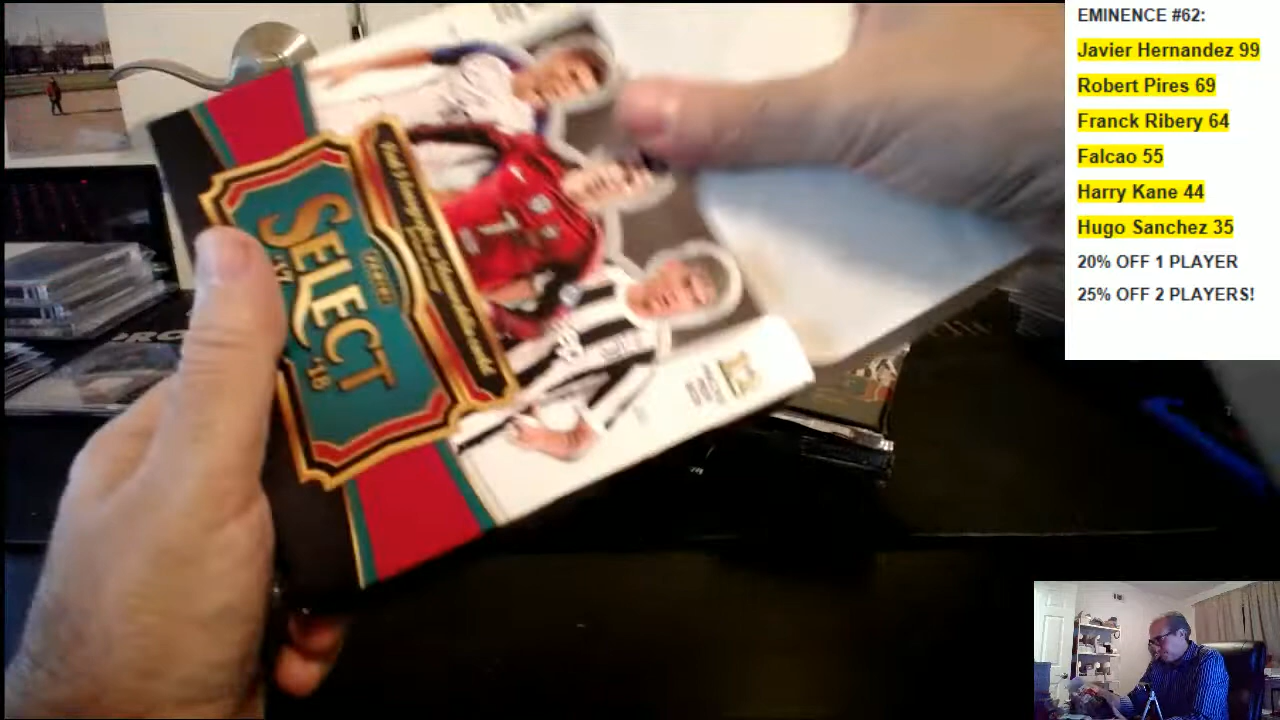 EMINENCE #62:
Javier Hernandez 99
Robert Pires 69
Franck Ribery 64
Falcao 55
Harry Kane 44
Hugo Sanchez 35
20% OFF 1 PLAYER
25% OFF 2 PLAYERS!
PANINI
SELECT
'18